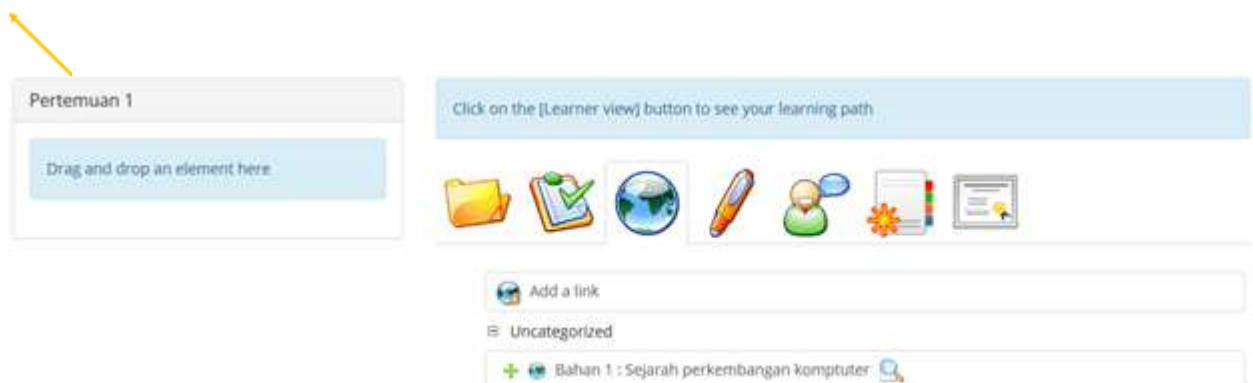 Pertemuan 1
Drag and drop an element here
Click on the [Learner view] button to see your learning path
Add a link
Uncategorized
Bahan 1 : Sejarah perkembangan komptuter